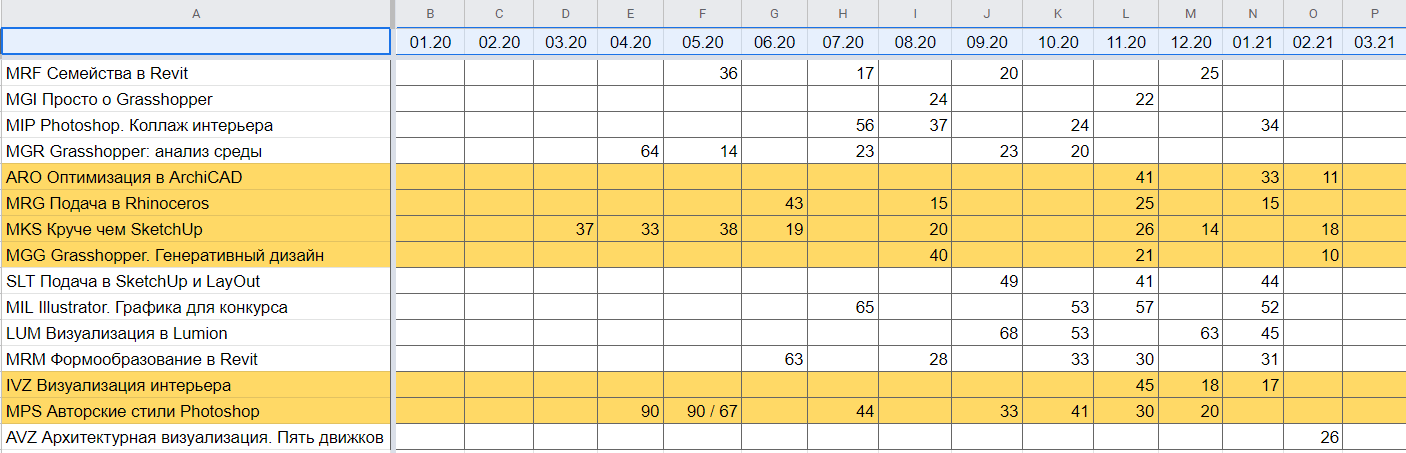 A B C D E F G H I J K L M N O P
01.20 02.20 03.20 04.20 05.20 06.20 07.20 08.20 09.20 10.20 11.20 12.20 01.21 02.21 03.21
MRF Семейства в Revit 36 17 20 25
MGI Просто о Grasshopper 24 22
MIP Photoshop. Коллаж интерьера 56 37 24 34
MGR Grasshopper: анализ среды 64 14 23 23 20
ARO Оптимизация в ArchiCAD 41 33 11
MRG Подача в Rhinoceros 43 15 25 15
MKS Круче чем SketchUp 37 33 38 19 20 26 14 18
MGG Grasshopper. Генеративный дизайн 40 21 10
SLT Подача в SketchUp и LayOut 49 41 44
MIL Illustrator. Графика для конкурса 65 53 57 52
LUM Визуализация в Lumion 68 53 63 45
MRM Формообразование в Revit 63 28 33 30 31
IVZ Визуализация интерьера 45 18 17
MPS Авторские стили Photoshop 90 90 / 67 44 33 41 30 20
AVZ Архитектурная визуализация. Пять движков 26